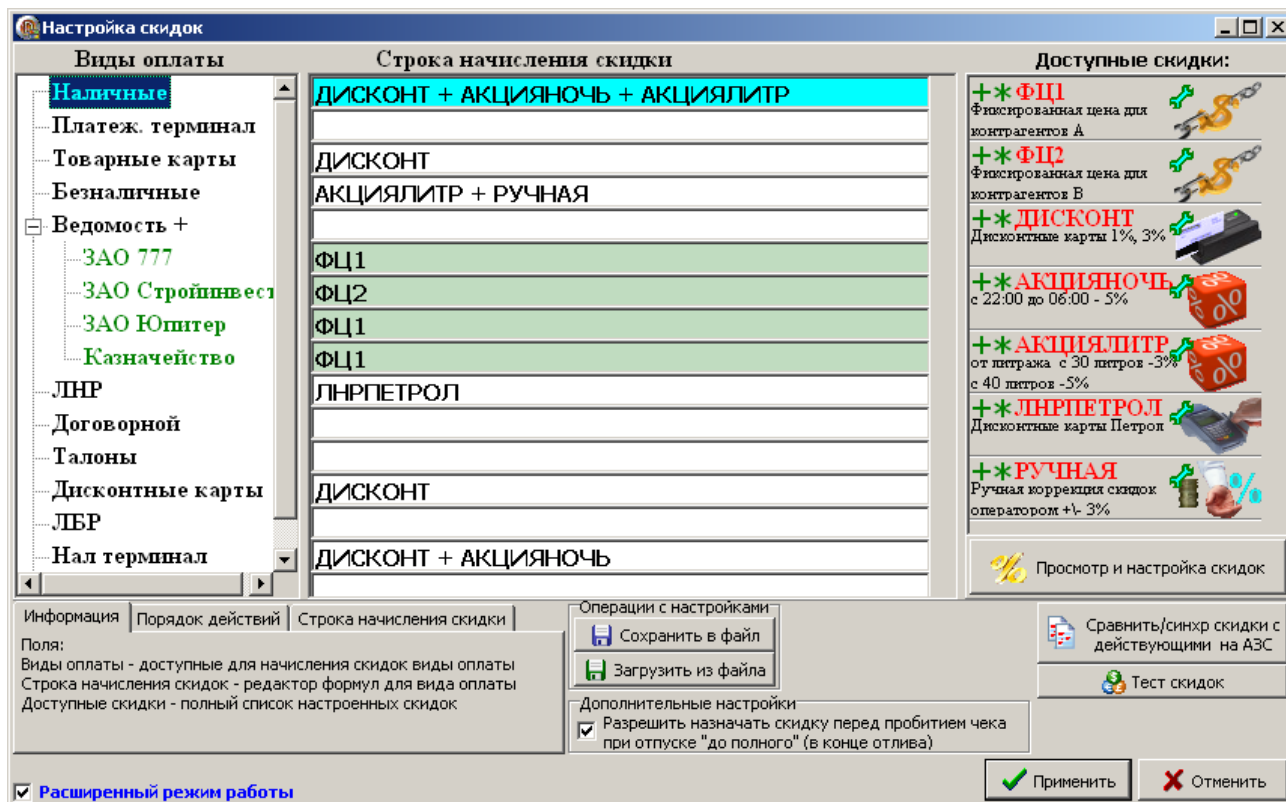 Настройка скидок
Виды оплаты
Строка начисления скидки
Доступные скидки:
Наличные
ДИСКОНТ + АКЦИЯНОЧЬ + АКЦИЯЛИТР
Платеж. терминал
Товарные карты
ДИСКОНТ
Безналичные
АКЦИЯЛИТР + РУЧНАЯ
Ведомость +
ЗАО 777
ФЦ1
ЗАО Стройинвест
ФЦ2
ЗАО Юпитер
ФЦ1
Казначейство
ФЦ1
ЛНР
ЛНРПЕТРОЛ
Договорной
Талоны
Дисконтные карты
ДИСКОНТ
ЛБР
Нал терминал
ДИСКОНТ + АКЦИЯНОЧЬ
+*ФЦ1
Фиксированная цена для
контрагентов А
+*ФЦ2
Фиксированная цена для
контрагентов В
+*ДИСКОНТ
Дисконтные карты 1%, 3%
+*АКЦИЯНОЧЬ
с 22:00 до 06:00 - 5%
+*АКЦИЯЛИТР
от литража с 30 литров -3%
с 40 литров -5%
+*ЛНРПЕТРОЛ
Дисконтные карты Петрол
+*РУЧНАЯ
Ручная коррекция скидок
оператором +\- 3%
Просмотр и настройка скидок
Информация
Порядок действий
Строка начисления скидки
Поля:
Виды оплаты - доступные для начисления скидок виды оплаты
Строка начисления скидок - редактор формул для вида оплаты
Доступные скидки - полный список настроенных скидок
Операции с настройками
Сохранить в файл
Загрузить из файла
Дополнительные настройки
Разрешить назначать скидку перед пробитием чека
при отпуске "до полного" (в конце отлива)
Сравнить/синхр скидки с
действующими на АЗС
Тест скидок
Расширенный режим работы
Применить
Отменить